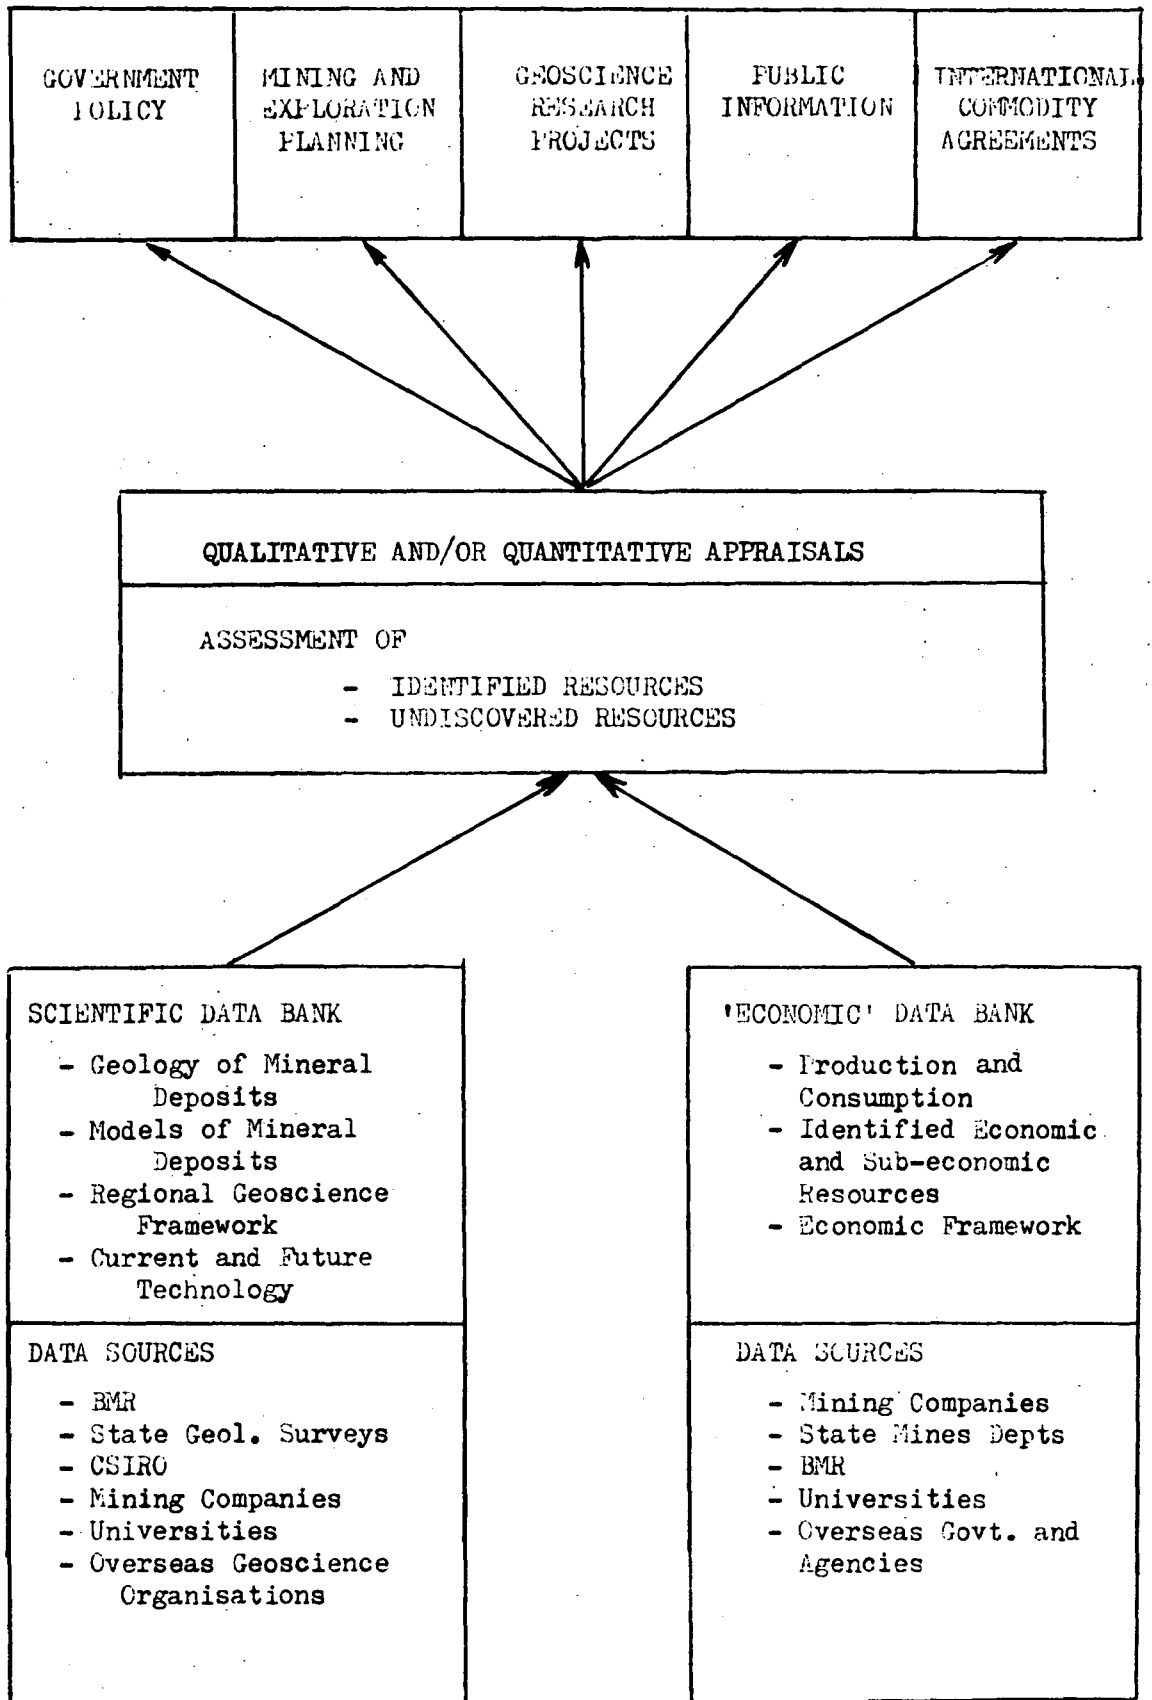 GOVERNMENT
POLICY
MINING AND
EXPLORATION
PLANNING
GEOSCIENCE
RESEARCH
PROJECTS
PUBLIC
INFORMATION
INTERNATIONAL
COMMODITY
AGREEMENTS
QUALITATIVE AND/OR QUANTITATIVE APPRAISALS
ASSESSMENT OF
- IDENTIFIED RESOURCES
- UNDISCOVERED RESOURCES
SCIENTIFIC DATA BANK
- Geology of Mineral
Deposits
- Models of Mineral
Deposits
- Regional Geoscience
Framework
- Current and Future
Technology
DATA SOURCES
- BMR
- State Geol. Surveys
- CSIRO
- Mining Companies
- Universities
- Overseas Geoscience
Organisations
'ECONOMIC' DATA BANK
- Production and
Consumption
- Identified Economic
and Sub-economic
Resources
- Economic Framework
DATA SOURCES
- Mining Companies
- State Mines Depts
- BMR
- Universities
- Overseas Govt. and
Agencies